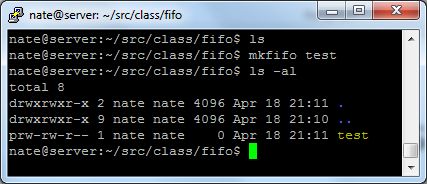 nate@server: ~/src/class/fifo
nate@server:~/src/class/fifo$ ls
nate@server:~/src/class/fifo$ mkfifo test
nate@server:~/src/class/fifo$ ls -al
total 8
drwxrwxr-x 2 nate nate 4096 Apr 18 21:11 .
drwxrwxr-x 9 nate nate 4096 Apr 18 21:10 ..
prw-rw-r-- 1 nate nate    0 Apr 18 21:11 test
nate@server:~/src/class/fifo$